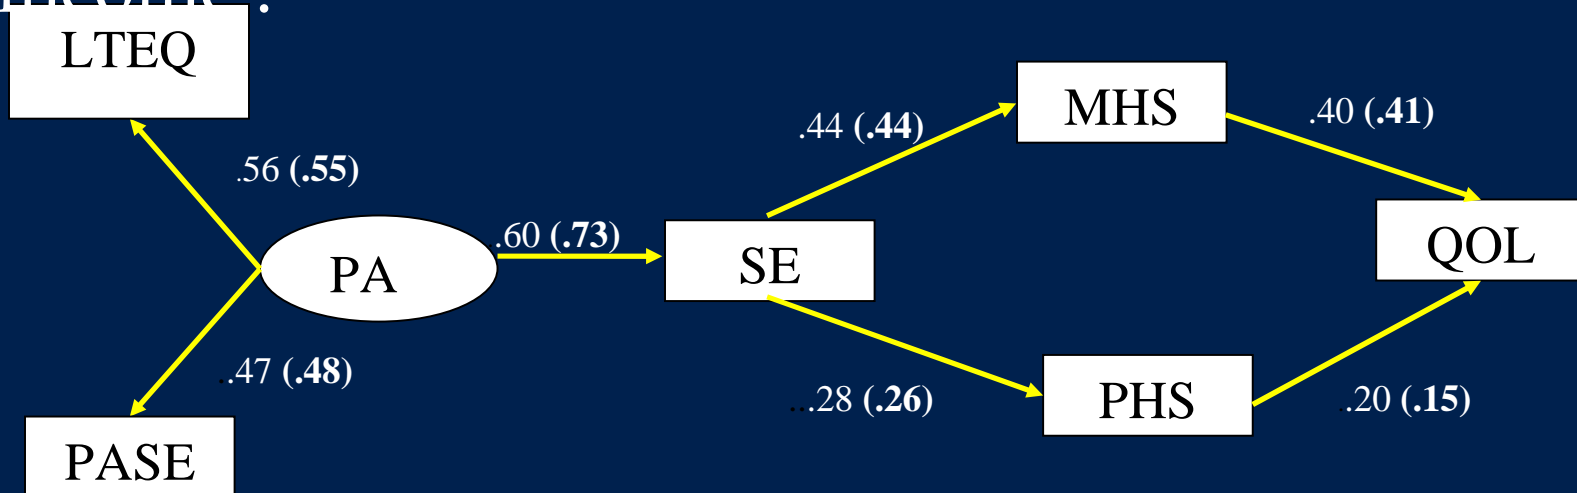 LTEQ
MHS
.40 (.41)
.44 (.44)
.56 (.55)
.60 (.73)
QOL
PA
SE
.47 (.48)
.28 (.26)
PHS
.20 (.15)
PASE